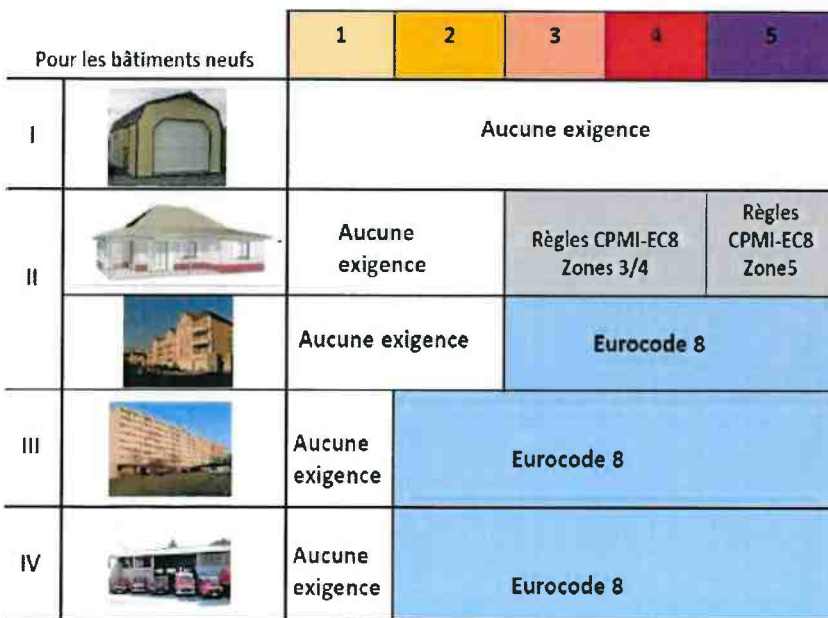 Pour les bâtiments neufs
1
2
3
4
5
I
Aucune exigence
II
Aucune
exigence
Règles CPMI-EC8
Zones 3/4
Règles
CPMI-EC8
Zone5
Aucune exigence
Eurocode 8
III
Aucune
exigence
Eurocode 8
IV
Aucune
exigence
Eurocode 8